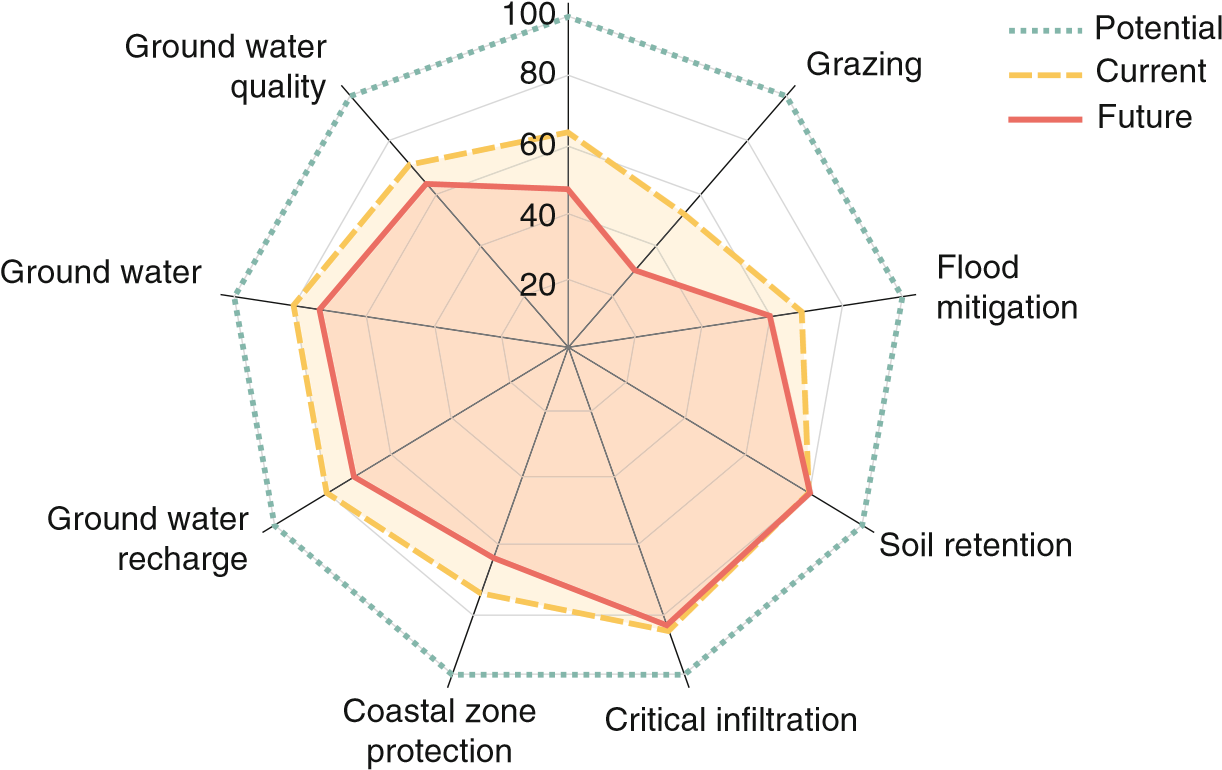 100
80
60
40
20
Ground water
quality
Grazing
Potential
Current
Future
Ground water
Flood
mitigation
Ground water
recharge
Soil retention
Coastal zone
protection
Critical infiltration